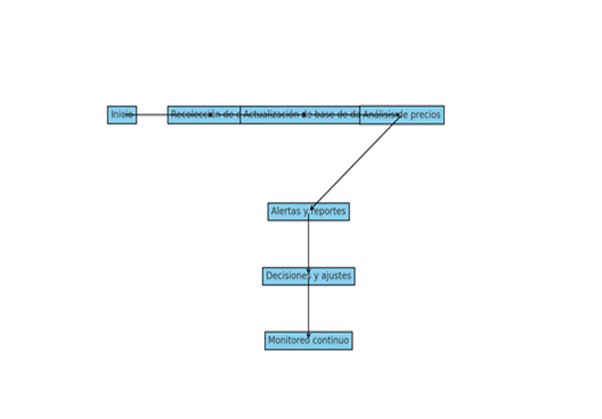 Inicio
Recolección de
Actualización de base de da
Análisis de precios
Alertas y reportes
Decisiones y ajustes
Monitoreo continuo